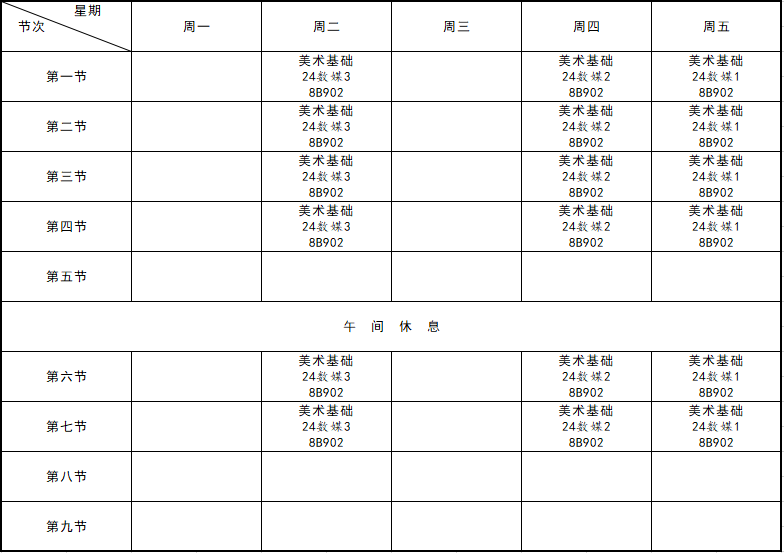 星期
节次
周一
周二
周三
周四
周五
第一节
美术基础
24数媒3
8B902
美术基础
24数媒2
8B902
美术基础
24数媒1
8B902
第二节
美术基础
24数媒3
8B902
美术基础
24数媒2
8B902
美术基础
24数媒1
8B902
第三节
美术基础
24数媒3
8B902
美术基础
24数媒2
8B902
美术基础
24数媒1
8B902
第四节
美术基础
24数媒3
8B902
美术基础
24数媒2
8B902
美术基础
24数媒1
8B902
第五节
午 间 休 息
第六节
美术基础
24数媒3
8B902
美术基础
24数媒2
8B902
美术基础
24数媒1
8B902
第七节
美术基础
24数媒3
8B902
美术基础
24数媒2
8B902
美术基础
24数媒1
8B902
第八节
第九节